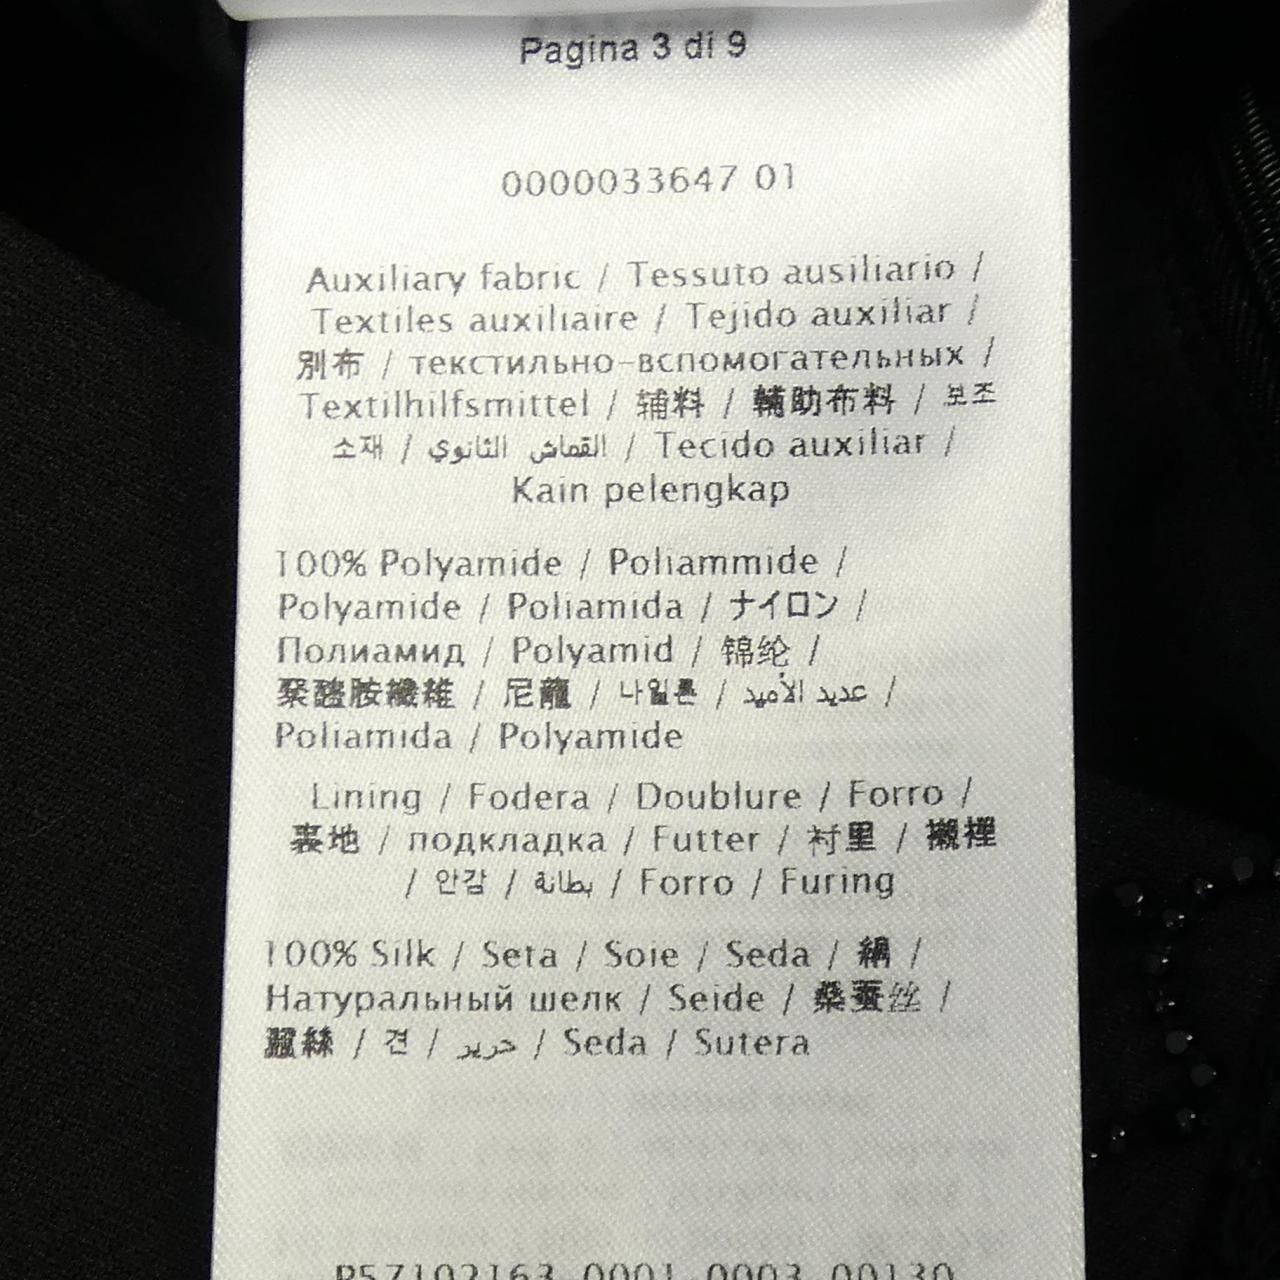 Pagina 3 di 9
0000033647 01
Auxiliary fabric / Tessuto ausiliario /
Textiles auxiliaire / Tejido auxiliar /
別布 / текстильно-вспомогательных /
Textilhilfsmittel / 辅料 / 輔助布料 / 보조
소재 / القماش الثانوي / Tecido auxiliar /
Kain pelengkap
100% Polyamide / Poliammide /
Polyamide / Poliamida / ナイロン /
Полиамид / Polyamid / 锦纶 /
聚醯胺纖維 / 尼龍 / 나일론 / عديد الأميد /
Poliamida / Polyamide
Lining / Fodera / Doublure / Forro /
裏地 / подкладка / Futter / 衬里 / 襯裡
/ 안감 / بطانة / Forro / Furing
100% Silk / Seta / Soie / Seda / 絹 /
Натуральный шелк / Seide / 桑蚕丝 /
蠶絲 / 견 / حرير / Seda / Sutera
P57102163 0001 0003 00130